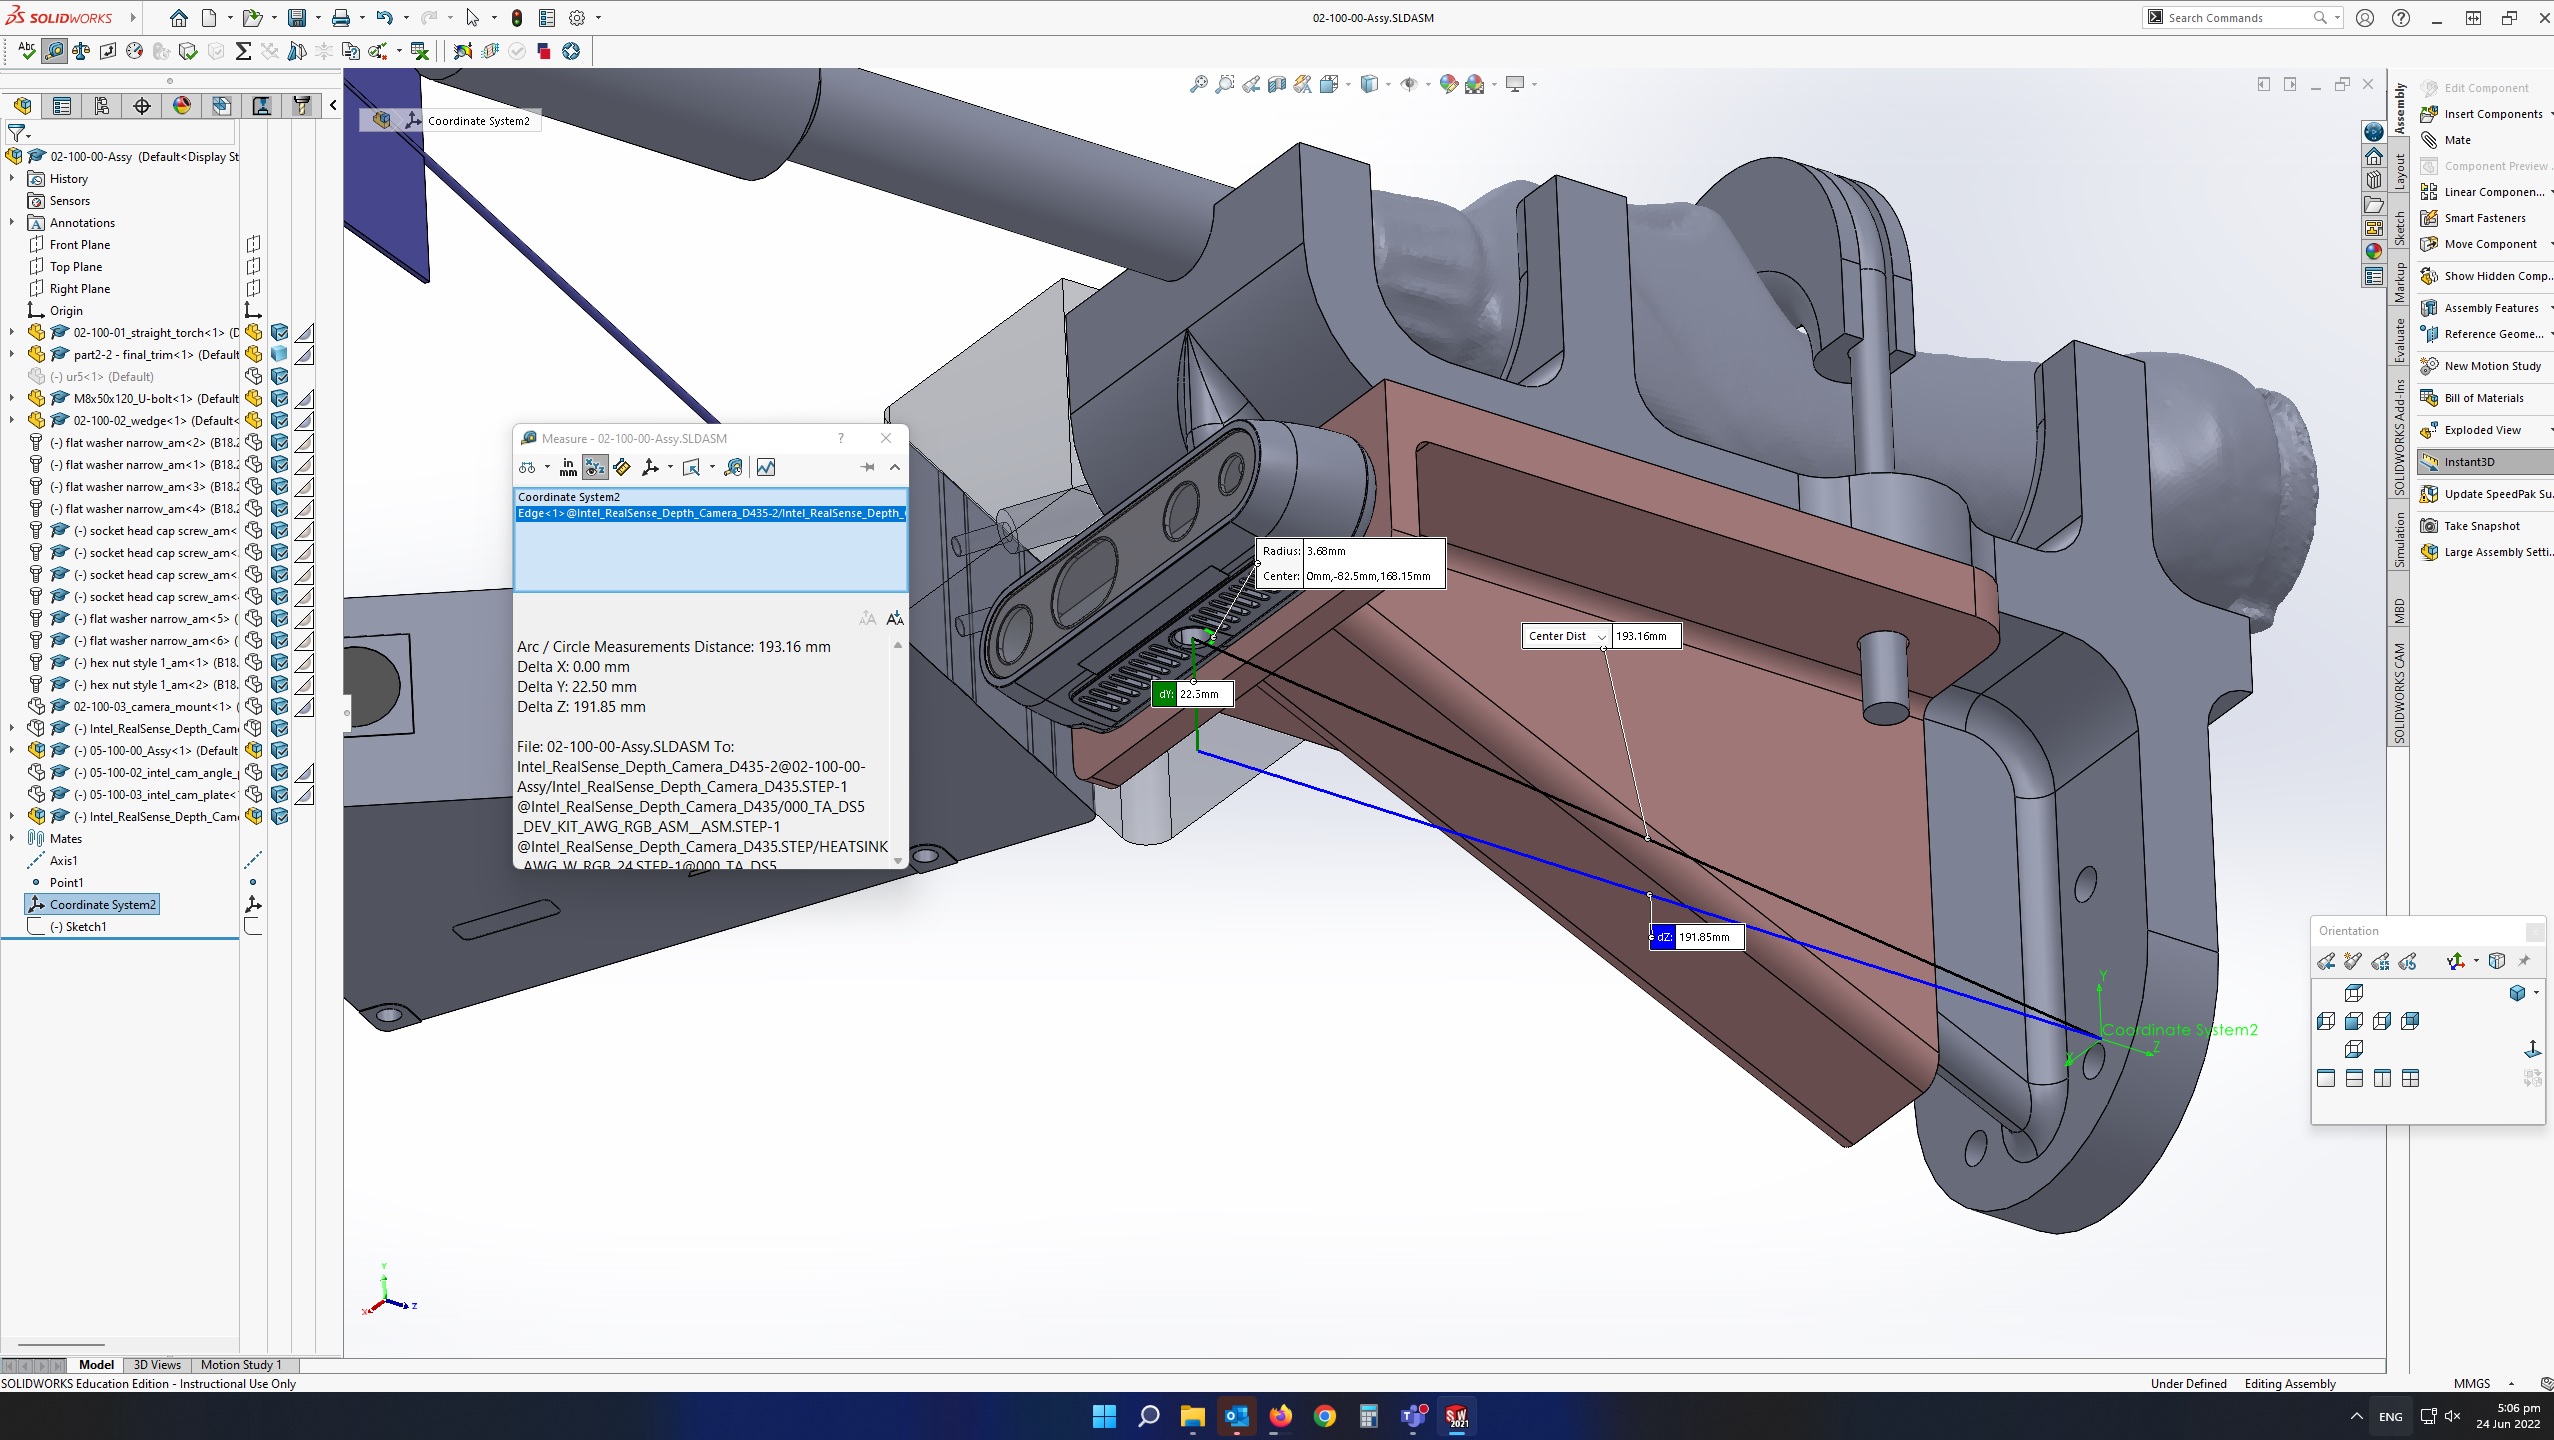 SOLIDWORKS
02-100-00-Assy.SLDASM
Search Commands
Abc
Coordinate System2
02-100-00-Assy (Default<Display St
History
Sensors
Annotations
Front Plane
Top Plane
Right Plane
Origin
02-100-01_straight_torch<1> (D
part2-2 - final_trim<1> (Default
(-) ur5<1> (Default)
M8x50x120_U-bolt<1> (Default
02-100-02_wedge<1> (Default<
(-) flat washer narrow_am<2> (B18.2
(-) flat washer narrow_am<1> (B18.2
(-) flat washer narrow_am<3> (B18.2
(-) flat washer narrow_am<4> (B18.2
(-) socket head cap screw_am<
(-) socket head cap screw_am<
(-) socket head cap screw_am<
(-) socket head cap screw_am<
(-) flat washer narrow_am<5> (
(-) flat washer narrow_am<6> (
(-) hex nut style 1_am<1> (B18.
(-) hex nut style 1_am<2> (B18.
02-100-03_camera_mount<1> (
(-) Intel_RealSense_Depth_Cam
(-) 05-100-00_Assy<1> (Default
(-) 05-100-02_intel_cam_angle_
(-) 05-100-03_intel_cam_plate<
(-) Intel_RealSense_Depth_Cam
Mates
Axis1
Point1
Coordinate System2
(-) Sketch1
Measure - 02-100-00-Assy.SLDASM
?
in
mm
Coordinate System2
Edge<1>@Intel_RealSense_Depth_Camera_D435-2/Intel_RealSense_Depth_
Arc / Circle Measurements Distance: 193.16 mm
Delta X: 0.00 mm
Delta Y: 22.50 mm
Delta Z: 191.85 mm
File: 02-100-00-Assy.SLDASM To:
Intel_RealSense_Depth_Camera_D435-2@02-100-00-
Assy/Intel_RealSense_Depth_Camera_D435.STEP-1
@Intel_RealSense_Depth_Camera_D435/000_TA_DS5
_DEV_KIT_AWG_RGB_ASM__ASM.STEP-1
@Intel_RealSense_Depth_Camera_D435.STEP/HEATSINK
_AWG_W_RGB_24.STEP-1@000_TA_DS5
Radius: 3.68mm
Center: 0mm,-82.5mm,168.15mm
Center Dist 193.16mm
dY: 22.5mm
dZ: 191.85mm
Y
Coordinate System2
X
Z
Y
X
Z
Assembly
Layout
Sketch
Markup
Evaluate
SOLIDWORKS Add-Ins
Simulation
MBD
SOLIDWORKS CAM
Edit Component
Insert Components
Mate
Component Preview
Linear Componen...
Smart Fasteners
Move Component
Show Hidden Comp...
Assembly Features
Reference Geome...
New Motion Study
Bill of Materials
Exploded View
Instant3D
Update SpeedPak Su...
Take Snapshot
Large Assembly Setti...
Orientation
Model
3D Views
Motion Study 1
SOLIDWORKS Education Edition - Instructional Use Only
Under Defined
Editing Assembly
MMGS
ENG
5:06 pm
24 Jun 2022